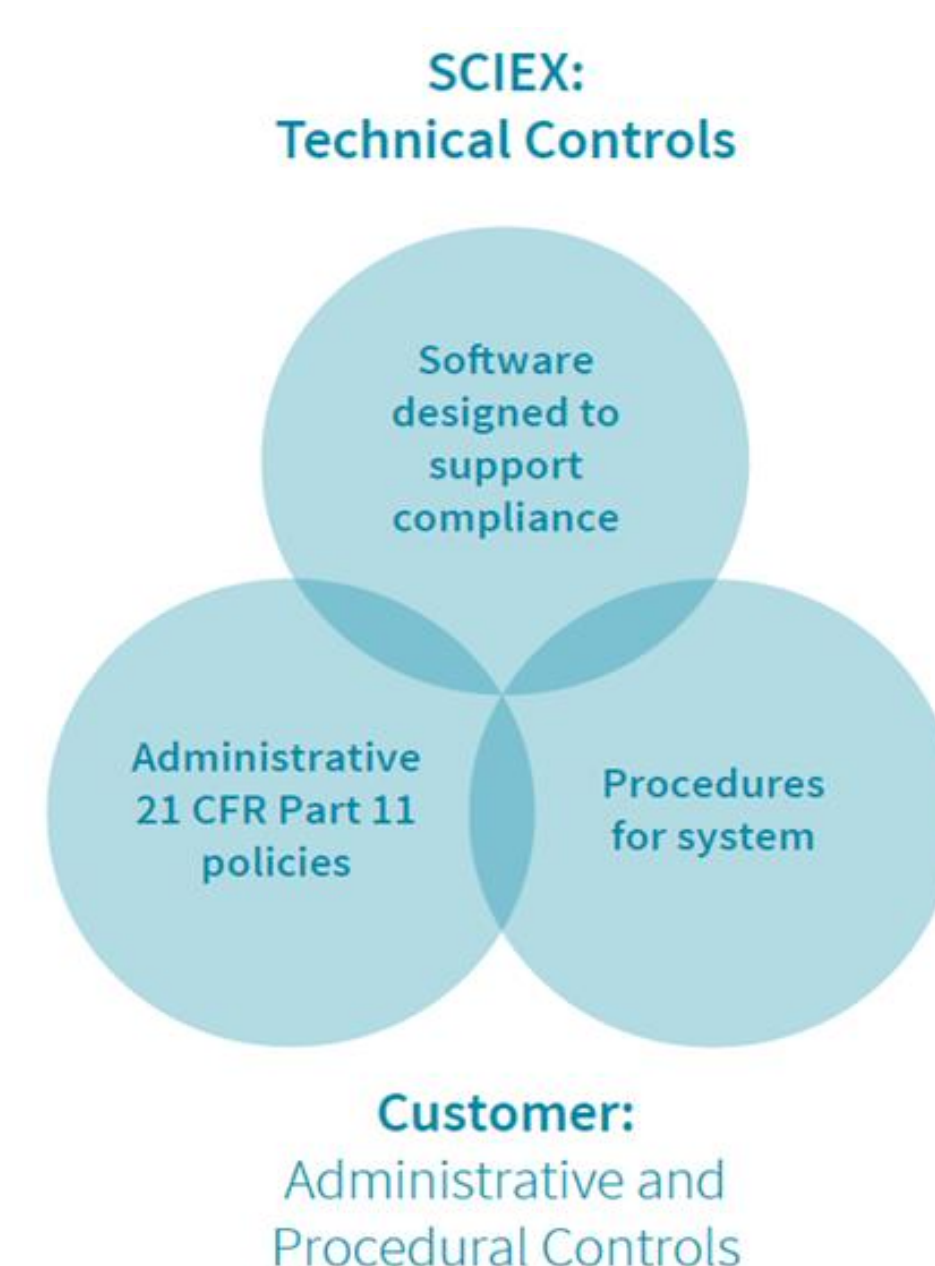 SCIEX:
Technical Controls
Software
designed to
support
compliance
Administrative
21 CFR Part 11
policies
Procedures
for system
Customer:
Administrative and
Procedural Controls